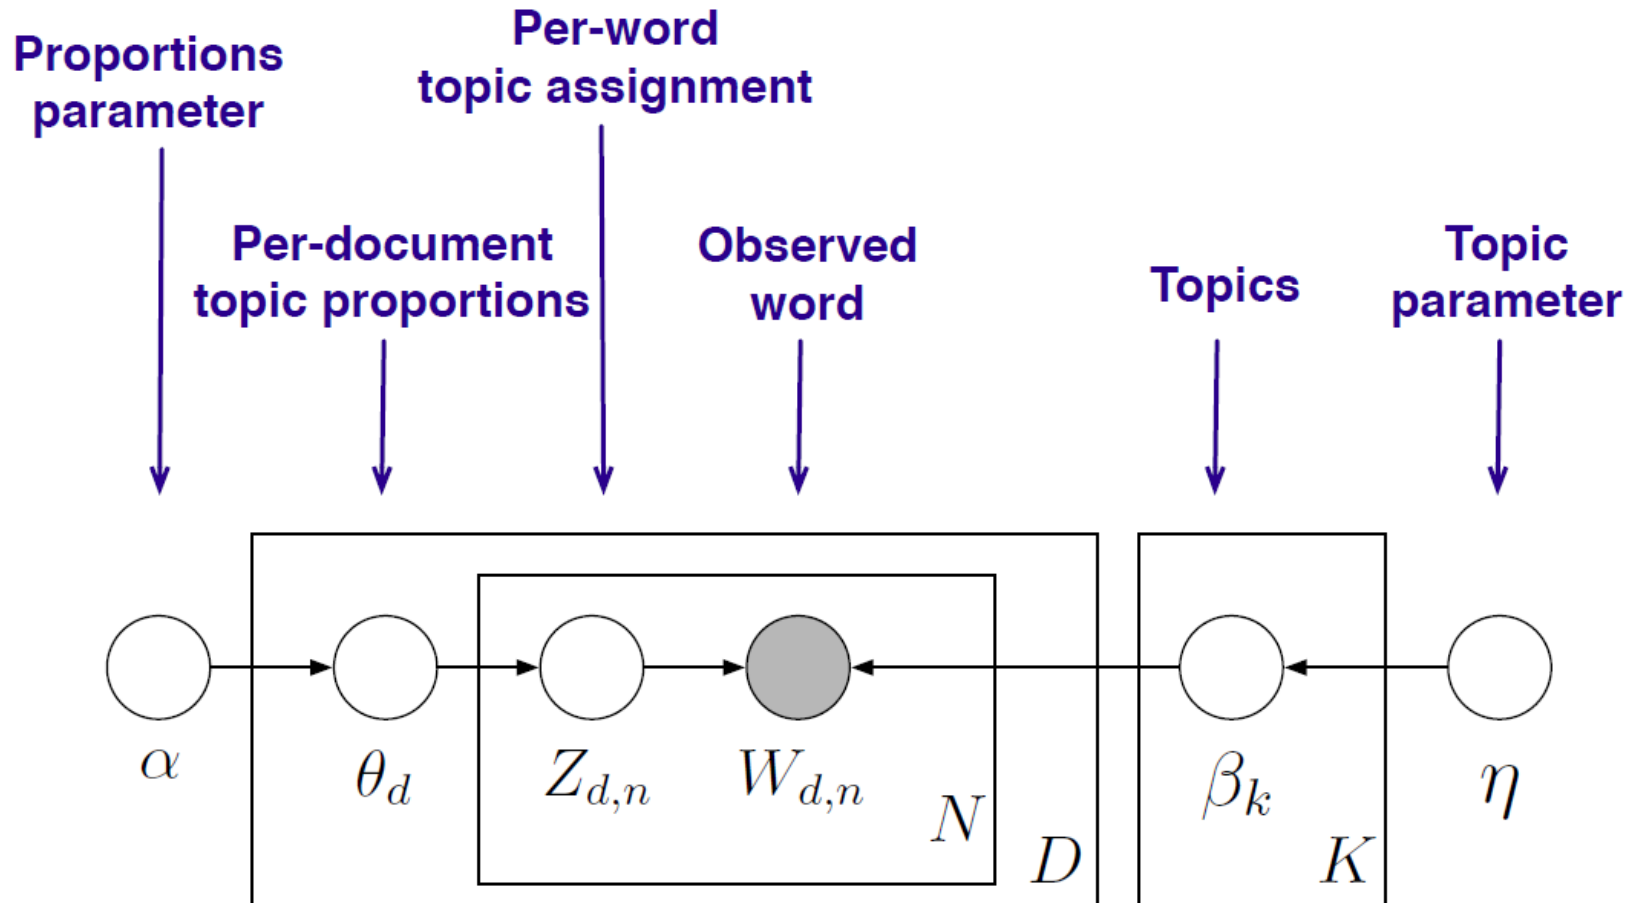 Proportions
parameter
Per-word
topic assignment
Per-document
topic proportions
Observed
word
Topics
Topic
parameter
α
θ_d
Z_{d,n}
W_{d,n}
N
D
β_k
K
η